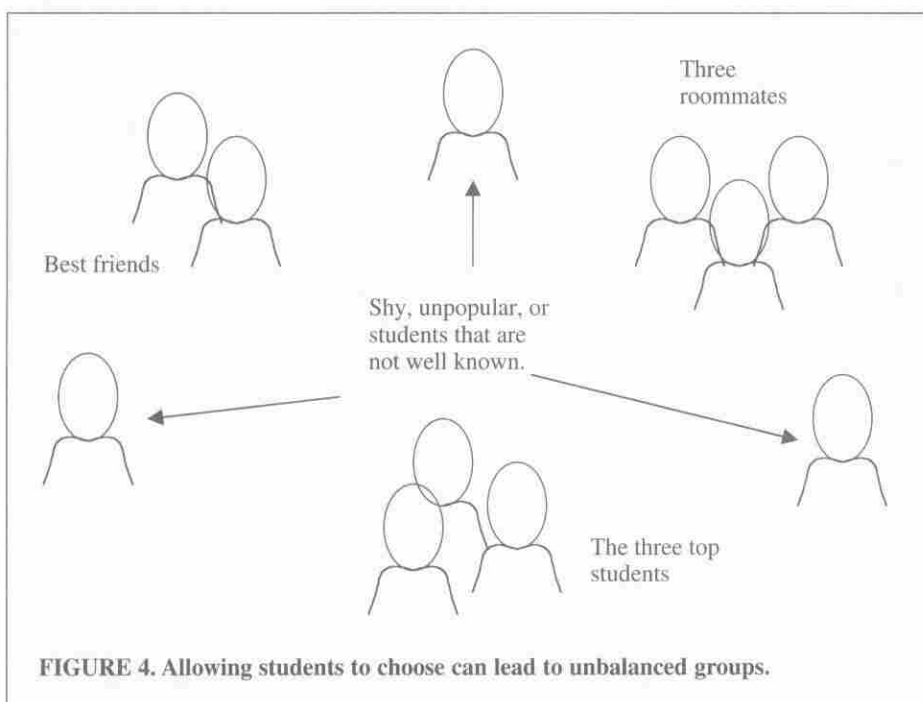 Three
roommates
Best friends
Shy, unpopular, or
students that are
not well known.
The three top
students
FIGURE 4. Allowing students to choose can lead to unbalanced groups.